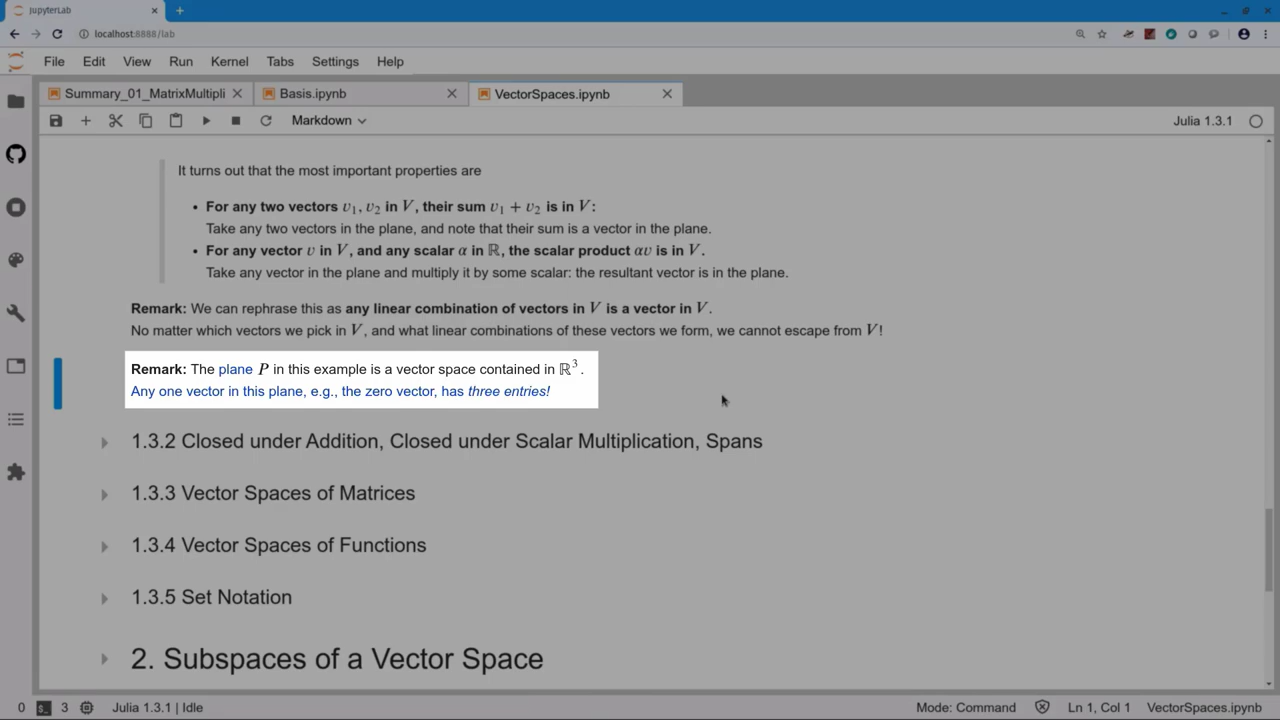 JupyterLab
localhost:8888/lab
File Edit View Run Kernel Tabs Settings Help
Summary_01_MatrixMultipli Basis.ipynb VectorSpaces.ipynb
Markdown Julia 1.3.1
It turns out that the most important properties are
• For any two vectors v₁, v₂ in V, their sum v₁ + v₂ is in V:
Take any two vectors in the plane, and note that their sum is a vector in the plane.
• For any vector v in V, and any scalar α in ℝ, the scalar product αv is in V.
Take any vector in the plane and multiply it by some scalar: the resultant vector is in the plane.
Remark: We can rephrase this as any linear combination of vectors in V is a vector in V.
No matter which vectors we pick in V, and what linear combinations of these vectors we form, we cannot escape from V!
Remark: The plane P in this example is a vector space contained in ℝ³.
Any one vector in this plane, e.g., the zero vector, has three entries!
1.3.2 Closed under Addition, Closed under Scalar Multiplication, Spans
1.3.3 Vector Spaces of Matrices
1.3.4 Vector Spaces of Functions
1.3.5 Set Notation
2. Subspaces of a Vector Space
0 3 Julia 1.3.1 | Idle Mode: Command Ln 1, Col 1 VectorSpaces.ipynb